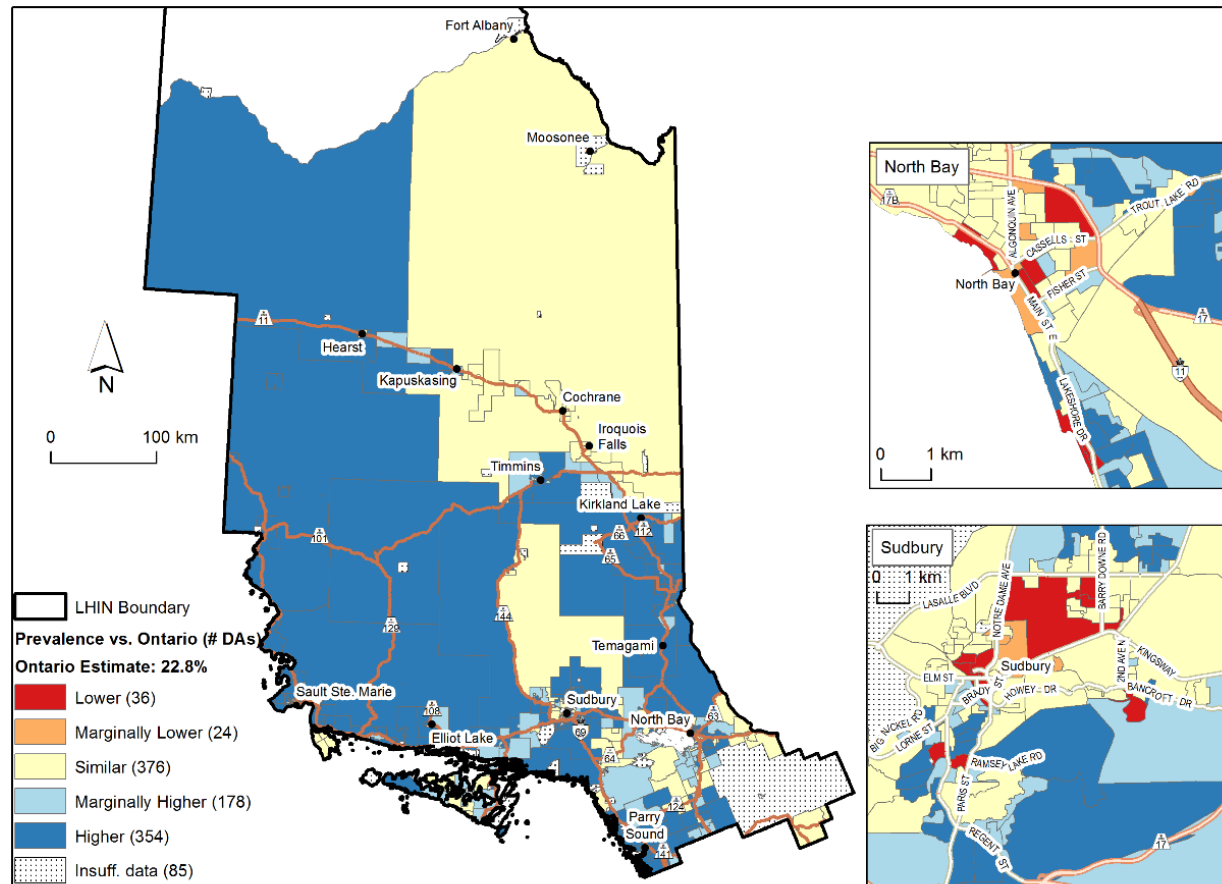 Fort Albany
Moosonee
11
Hearst
Kapuskasing
Cochrane
Iroquois
Falls
Timmins
Kirkland Lake
112
66
65
101
129
144
Temagami
Sault Ste. Marie
108
Elliot Lake
Sudbury
69
North Bay
63
64
124
Parry
Sound
141
N
0 100 km
LHIN Boundary
Prevalence vs. Ontario (# DAs)
Ontario Estimate: 22.8%
Lower (36)
Marginally Lower (24)
Similar (376)
Marginally Higher (178)
Higher (354)
Insuff. data (85)
North Bay
17B
ALGONQUIN AVE
TROUT LAKE RD
CASSELLS ST
North Bay
FISHER ST
MAIN ST E
17
11
LAKESHORE DR
0 1 km
Sudbury
0 1 km
LASALLE BLVD
NOTRE DAME AVE
BARRY DOWNE RD
KINGSWAY
Sudbury
ELM ST
2ND AVE N
BRADY ST
HOWEY DR
BANCROFT DR
BIG NICKEL RD
LORNE ST
RAMSEY LAKE RD
PARIS ST
REGENT ST
17